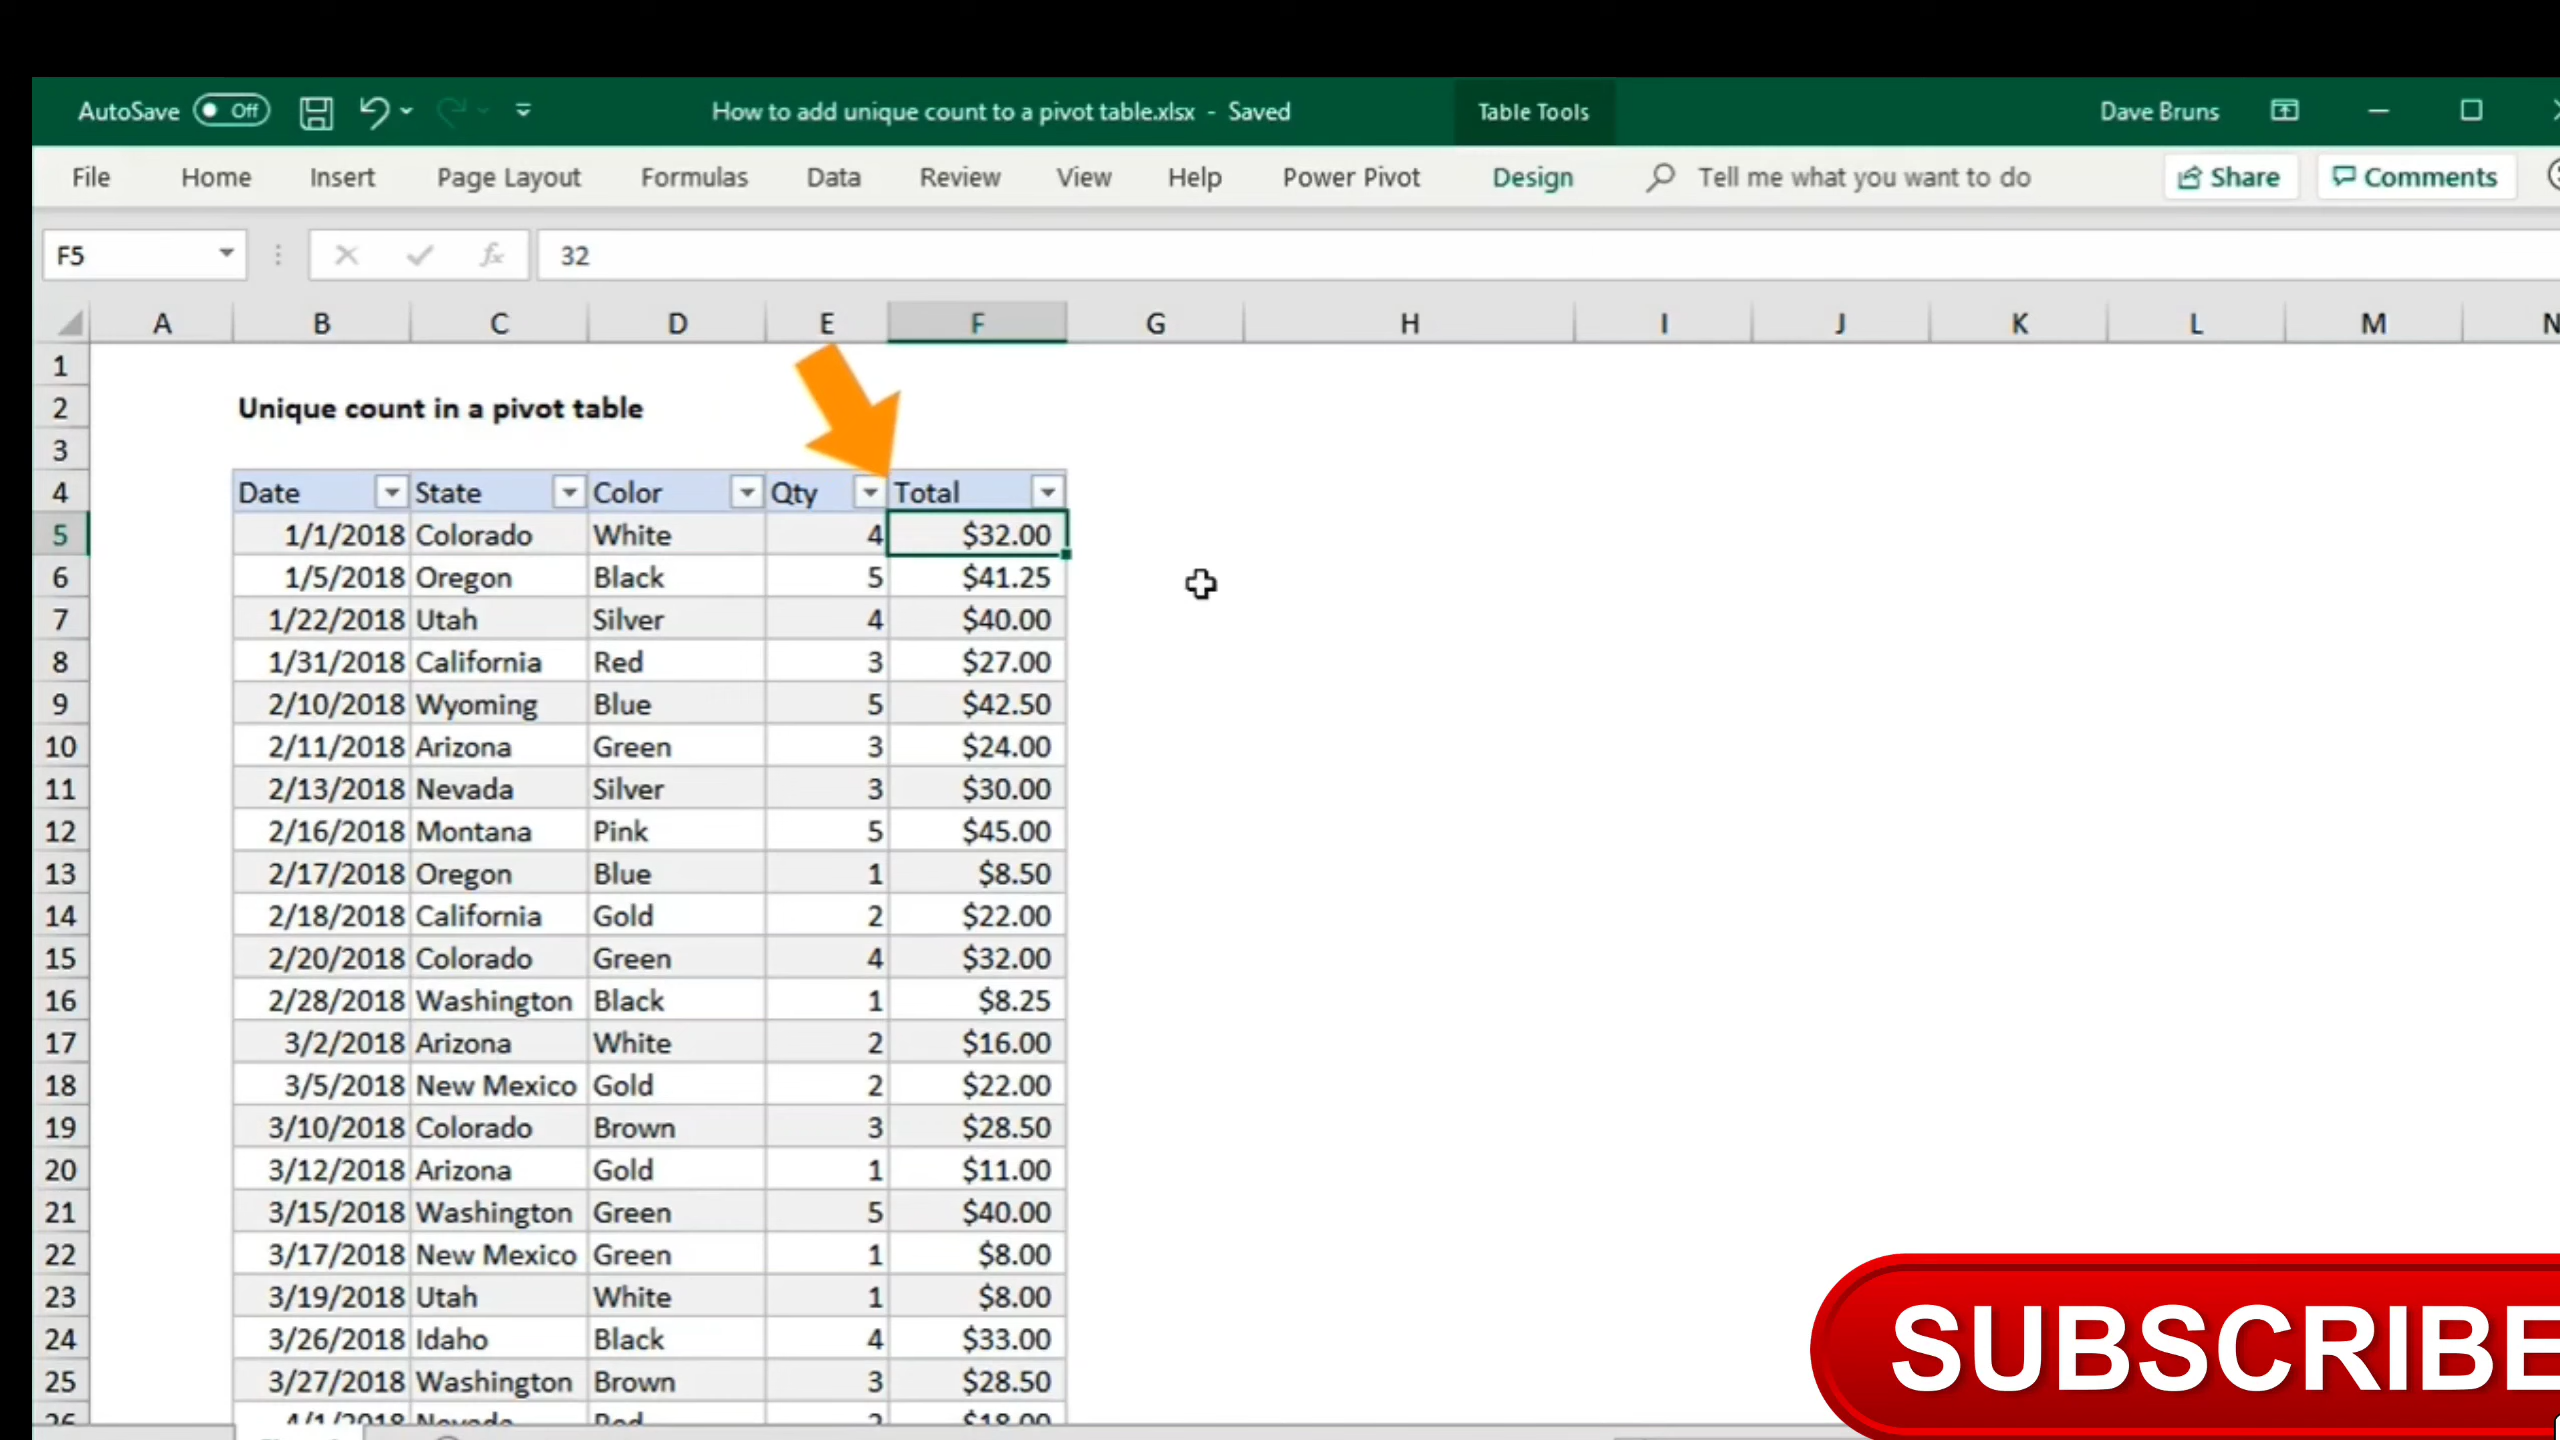 AutoSave Off How to add unique count to a pivot table.xlsx - Saved Table Tools Dave Bruns
File Home Insert Page Layout Formulas Data Review View Help Power Pivot Design Tell me what you want to do Share Comments
F5 fx 32
A B C D E F G H I J K L M N
1
2 Unique count in a pivot table
3
4 Date State Color Qty Total
5 1/1/2018 Colorado White 4 $32.00
6 1/5/2018 Oregon Black 5 $41.25
7 1/22/2018 Utah Silver 4 $40.00
8 1/31/2018 California Red 3 $27.00
9 2/10/2018 Wyoming Blue 5 $42.50
10 2/11/2018 Arizona Green 3 $24.00
11 2/13/2018 Nevada Silver 3 $30.00
12 2/16/2018 Montana Pink 5 $45.00
13 2/17/2018 Oregon Blue 1 $8.50
14 2/18/2018 California Gold 2 $22.00
15 2/20/2018 Colorado Green 4 $32.00
16 2/28/2018 Washington Black 1 $8.25
17 3/2/2018 Arizona White 2 $16.00
18 3/5/2018 New Mexico Gold 2 $22.00
19 3/10/2018 Colorado Brown 3 $28.50
20 3/12/2018 Arizona Gold 1 $11.00
21 3/15/2018 Washington Green 5 $40.00
22 3/17/2018 New Mexico Green 1 $8.00
23 3/19/2018 Utah White 1 $8.00
24 3/26/2018 Idaho Black 4 $33.00
25 3/27/2018 Washington Brown 3 $28.50
26 4/1/2018 Nevada Red 2 $18.00
SUBSCRIBE